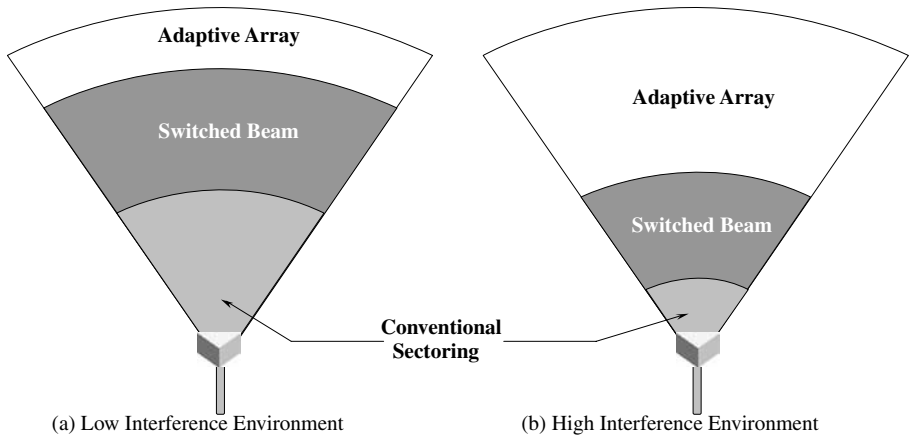 Adaptive Array
Switched Beam
Adaptive Array
Switched Beam
Conventional
Sectoring
(a) Low Interference Environment
(b) High Interference Environment